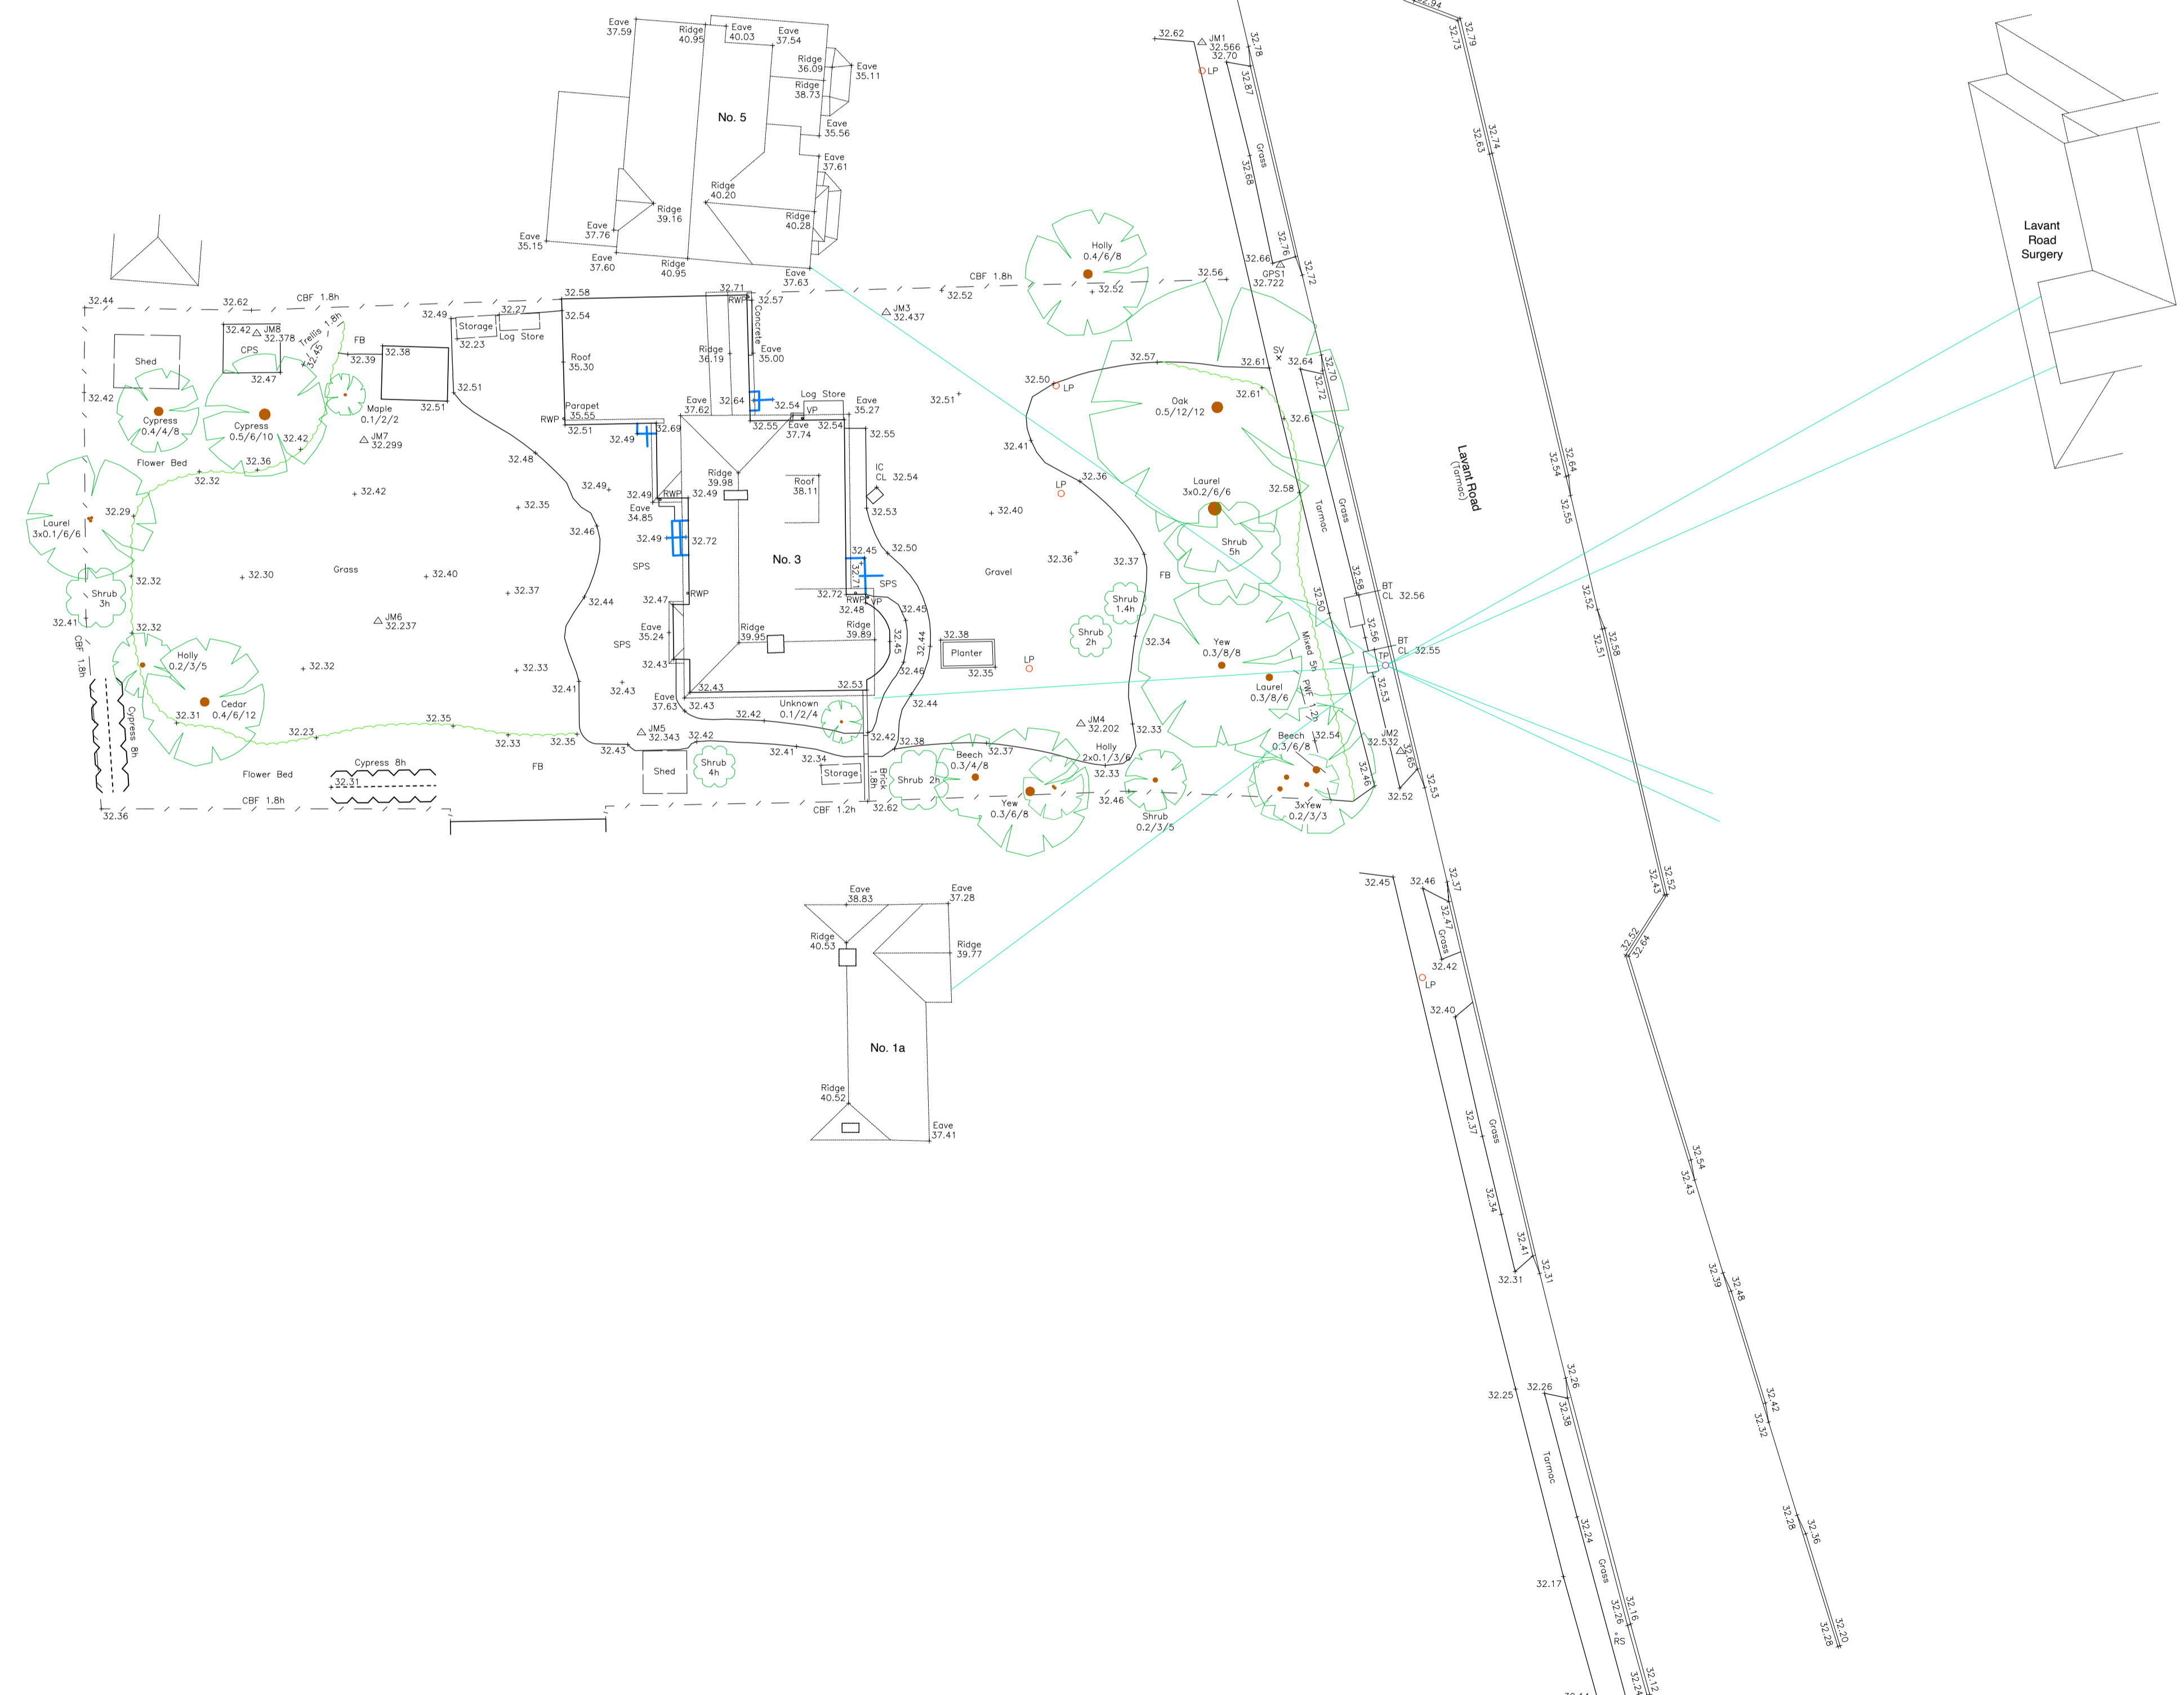 32.94
32.79
32.73
Eave
37.59
Ridge
40.95
Eave
40.03
Eave
37.54
Ridge
36.09
Eave
35.11
Ridge
38.73
No. 5
Eave
35.56
Eave
37.61
Ridge
40.20
Ridge
39.16
Ridge
40.28
Eave
37.76
Eave
35.15
Eave
37.60
Ridge
40.95
Eave
37.63
32.62
JM1
32.566
32.70
LP
32.78
32.87
Grass
32.68
32.76
32.66
GPS1
32.722
32.72
32.74
32.63
Lavant
Road
Surgery
Holly
0.4/6/8
32.52
CBF 1.8h
32.52
32.56
32.44
32.62
CBF 1.8h
32.58
32.54
32.71
RWP
32.57
Concrete
JM3
32.437
32.42
JM8
32.378
CPS
32.47
Trellis 1.8h
32.45
FB
32.39
32.38
32.49
Storage
32.27
Log Store
32.23
Shed
32.42
Roof
35.30
Ridge
36.19
Eave
35.00
32.51
32.51
Maple
0.1/2/2
Cypress
0.4/4/8
Cypress
0.5/6/10
32.42
JM7
32.299
Flower Bed
32.36
32.32
Parapet
35.55
RWP
32.51
32.49
32.69
Eave
37.62
32.64
32.54
32.55
Log Store
VP
Eave
37.74
32.54
Eave
35.27
32.55
32.51
32.50
LP
32.57
32.61
SV
32.64
32.70
32.72
32.61
32.61
Oak
0.5/12/12
32.41
32.36
LP
Laurel
3x0.2/6/6
32.58
Tarmac
Grass
Lavant Road
(Tarmac)
32.64
32.54
32.55
Laurel
3x0.1/6/6
32.29
32.42
32.48
32.35
32.49
32.46
32.49
RWP
32.49
Eave
34.85
Ridge
39.98
Roof
38.11
IC
CL 32.54
32.53
32.40
32.49
32.72
SPS
No. 3
32.45
32.71
32.50
SPS
32.36
Gravel
32.37
FB
Shrub
5h
32.30
Grass
32.40
32.37
32.44
32.32
Shrub
3h
32.41
32.32
JM6
32.237
32.47
RWP
Eave
35.24
SPS
32.43
32.72
RWP VP
32.48
32.45
32.45
32.44
32.46
Ridge
39.95
Ridge
39.89
32.38
Planter
32.35
Shrub
1.4h
Shrub
2h
LP
32.34
Yew
0.3/8/8
Laurel
0.3/8/6
Mixed 5h
PWF 1.2h
32.50
32.58
BT
CL 32.56
32.56
BT
CL 32.55
TP
32.53
32.52
32.58
32.51
CBF 1.8h
Holly
0.2/3/5
Cedar
0.4/6/12
32.32
32.33
32.41
32.43
32.43
32.53
Eave
37.63
32.43
32.42
Unknown
0.1/2/4
32.44
Cypress 8h
32.31
32.23
32.35
32.33
32.35
32.43
JM5
32.343
32.42
32.41
32.34
32.42
32.38
32.37
JM4
32.202
32.33
Holly
2x0.1/3/6
32.33
Beech
0.3/6/8
32.54
JM2
32.532
32.65
32.46
32.52
32.53
Flower Bed
Cypress 8h
32.31
CBF 1.8h
32.36
FB
Shed
Shrub
4h
Storage
Brick
1.8h
CBF 1.2h
32.62
Shrub 2h
Beech
0.3/4/8
Yew
0.3/6/8
32.46
Shrub
0.2/3/5
3xYew
0.2/3/3
Eave
38.83
Eave
37.28
Ridge
40.53
Ridge
39.77
No. 1a
Ridge
40.52
Eave
37.41
32.45
32.46
32.37
32.47
Grass
32.42
LP
32.40
32.52
32.43
32.52
32.64
32.37
Grass
32.34
32.41
32.31
32.31
32.54
32.43
32.39
32.48
32.25
32.26
32.26
32.38
Tarmac
32.42
32.32
32.24
Grass
32.17
32.16
32.26
RS
32.28
32.36
32.20
32.28
32.12
32.24